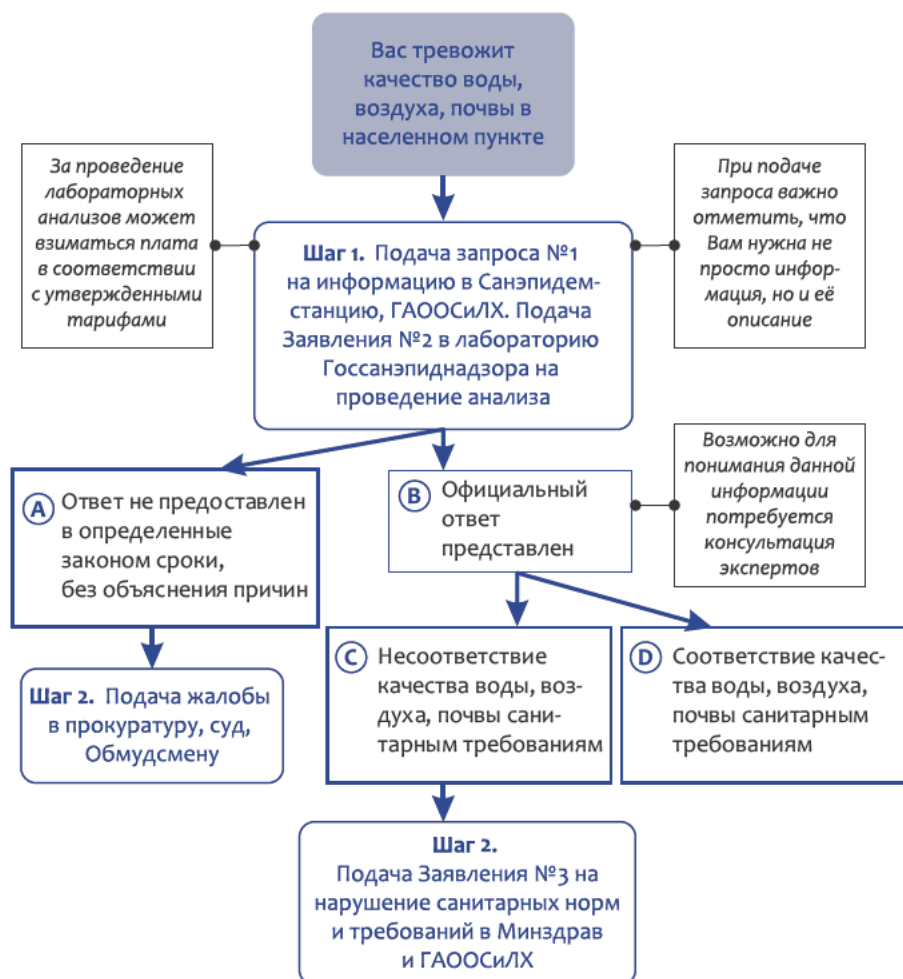 Вас тревожит
качество воды,
воздуха, почвы в
населенном пункте
За проведение
лабораторных
анализов может
взиматься плата
в соответствии
с утвержденными
тарифами
При подаче
запроса важно
отметить, что
Вам нужна не
просто инфор-
мация, но и её
описание
Шаг 1. Подача запроса №1
на информацию в Санэпидем-
станцию, ГАООСиЛХ. Подача
Заявления №2 в лабораторию
Госсанэпиднадзора на
проведение анализа
A Ответ не предоставлен
в определенные
законом сроки,
без объяснения причин
B Официальный
ответ
представлен
Возможно для
понимания данной
информации
потребуется
консультация
экспертов
Шаг 2. Подача жалобы
в прокуратуру, суд,
Обмудсмену
C Несоответствие
качества воды, воз-
духа, почвы сани-
тарным требованиям
D Соответствие качес-
тва воды, воздуха,
почвы санитарным
требованиям
Шаг 2.
Подача Заявления №3 на
нарушение санитарных норм
и требований в Минздрав
и ГАООСиЛХ